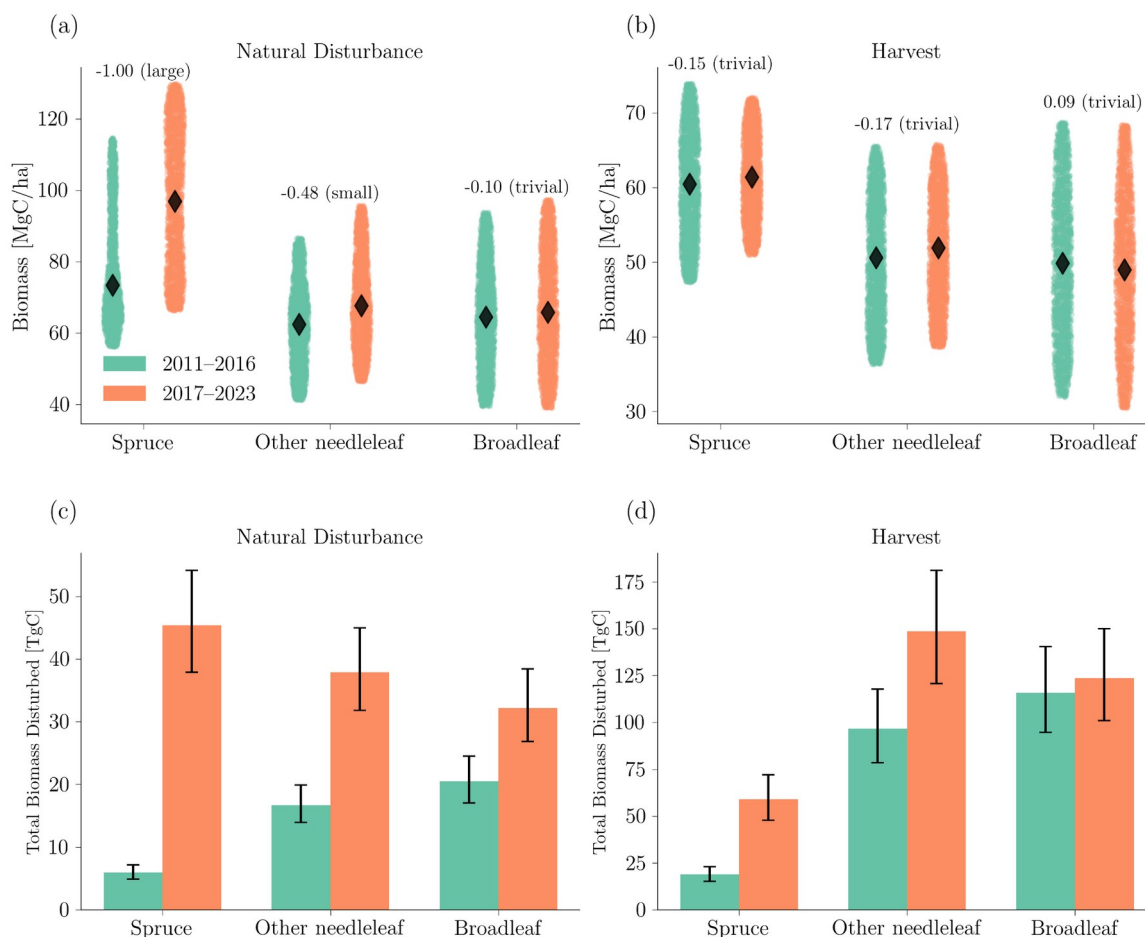 (a)
Natural Disturbance
-1.00 (large)
-0.48 (small)
-0.10 (trivial)
Biomass [MgC/ha]
120
100
80
60
40
2011–2016
2017–2023
Spruce
Other needleleaf
Broadleaf
(b)
Harvest
-0.15 (trivial)
-0.17 (trivial)
0.09 (trivial)
Biomass [MgC/ha]
70
60
50
40
30
Spruce
Other needleleaf
Broadleaf
(c)
Natural Disturbance
Total Biomass Disturbed [TgC]
50
40
30
20
10
0
Spruce
Other needleleaf
Broadleaf
(d)
Harvest
Total Biomass Disturbed [TgC]
175
150
125
100
75
50
25
0
Spruce
Other needleleaf
Broadleaf